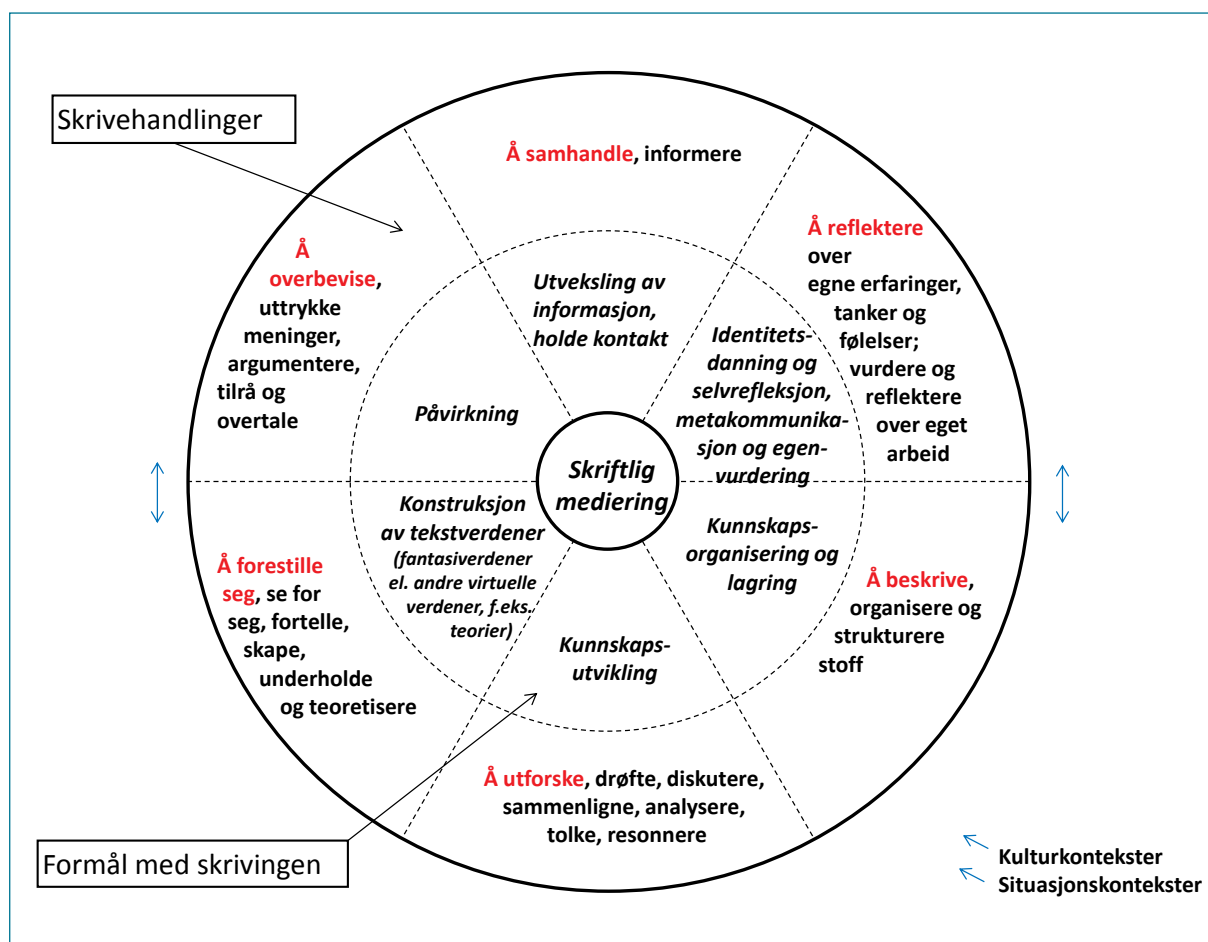 Skrivehandlinger
Å samhandle, informere
Å
overbevise,
uttrykke
meninger,
argumentere,
tilrå og
overtale
Å reflektere
over
egne erfaringer,
tanker og
følelser;
vurdere og
reflektere
over eget
arbeid
Utveksling av
informasjon,
holde kontakt
Identitets-
danning og
selvrefleksjon,
metakommunika-
sjon og egen-
vurdering
Påvirkning
Skriftlig
mediering
Konstruksjon
av tekstverdener
(fantasiverdener
el. andre virtuelle
verdener, f.eks.
teorier)
Kunnskaps-
organisering og
lagring
Å forestille
seg, se for
seg, fortelle,
skape,
underholde
og teoretisere
Å beskrive,
organisere og
strukturere
stoff
Kunnskaps-
utvikling
Å utforske, drøfte, diskutere,
sammenligne, analysere,
tolke, resonnere
Formål med skrivingen
Kulturkontekster
Situasjonskontekster